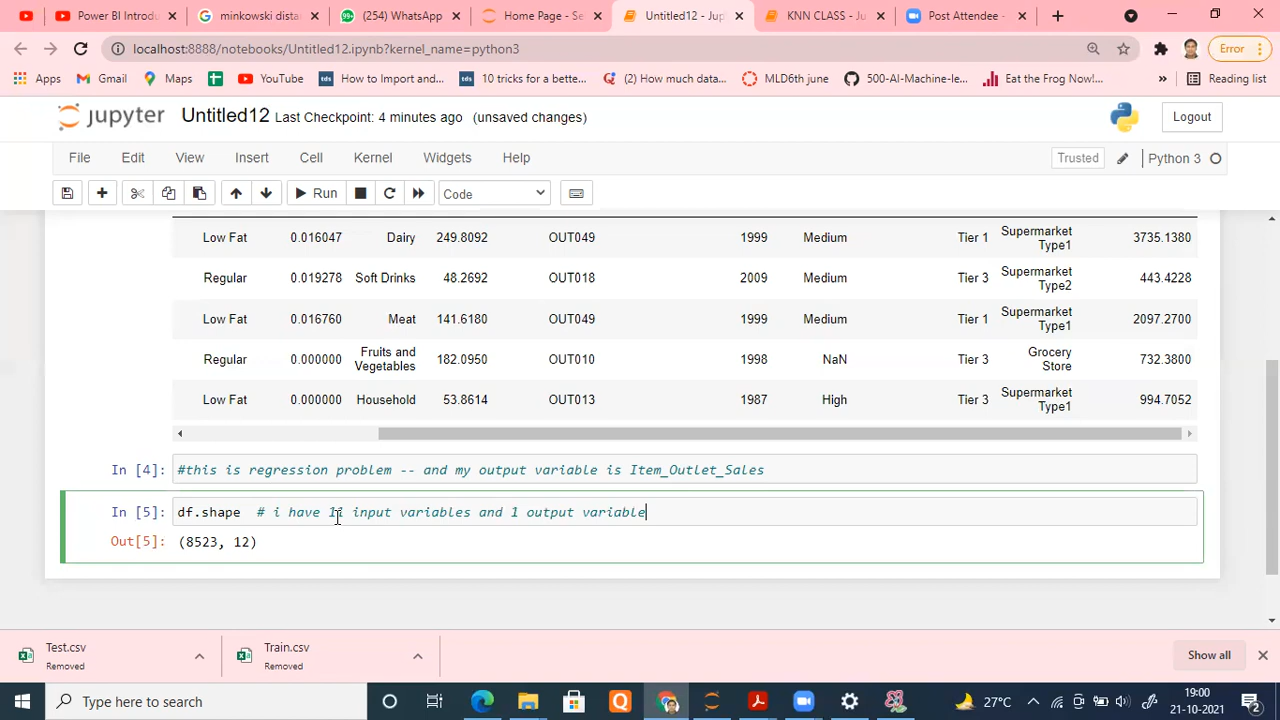 Power BI Introdu
minkowski dista
(254) WhatsApp
Home Page - Se
Untitled12 - Jup
KNN CLASS - Ju
Post Attendee -
localhost:8888/notebooks/Untitled12.ipynb?kernel_name=python3
Error
Apps
Gmail
Maps
YouTube
How to Import and...
10 tricks for a bette...
(2) How much data...
MLD6th june
500-AI-Machine-le...
Eat the Frog Now!...
Reading list
jupyter Untitled12 Last Checkpoint: 4 minutes ago (unsaved changes)
Logout
File Edit View Insert Cell Kernel Widgets Help
Trusted
Python 3
Run
Code
Low Fat 0.016047 Dairy 249.8092 OUT049 1999 Medium Tier 1 Supermarket Type1 3735.1380
Regular 0.019278 Soft Drinks 48.2692 OUT018 2009 Medium Tier 3 Supermarket Type2 443.4228
Low Fat 0.016760 Meat 141.6180 OUT049 1999 Medium Tier 1 Supermarket Type1 2097.2700
Regular 0.000000 Fruits and Vegetables 182.0950 OUT010 1998 NaN Tier 3 Grocery Store 732.3800
Low Fat 0.000000 Household 53.8614 OUT013 1987 High Tier 3 Supermarket Type1 994.7052
In [4]: #this is regression problem -- and my output variable is Item_Outlet_Sales
In [5]: df.shape # i have 11 input variables and 1 output variable
Out[5]: (8523, 12)
Test.csv
Removed
Train.csv
Removed
Show all
Type here to search
27°C
19:00
21-10-2021
2